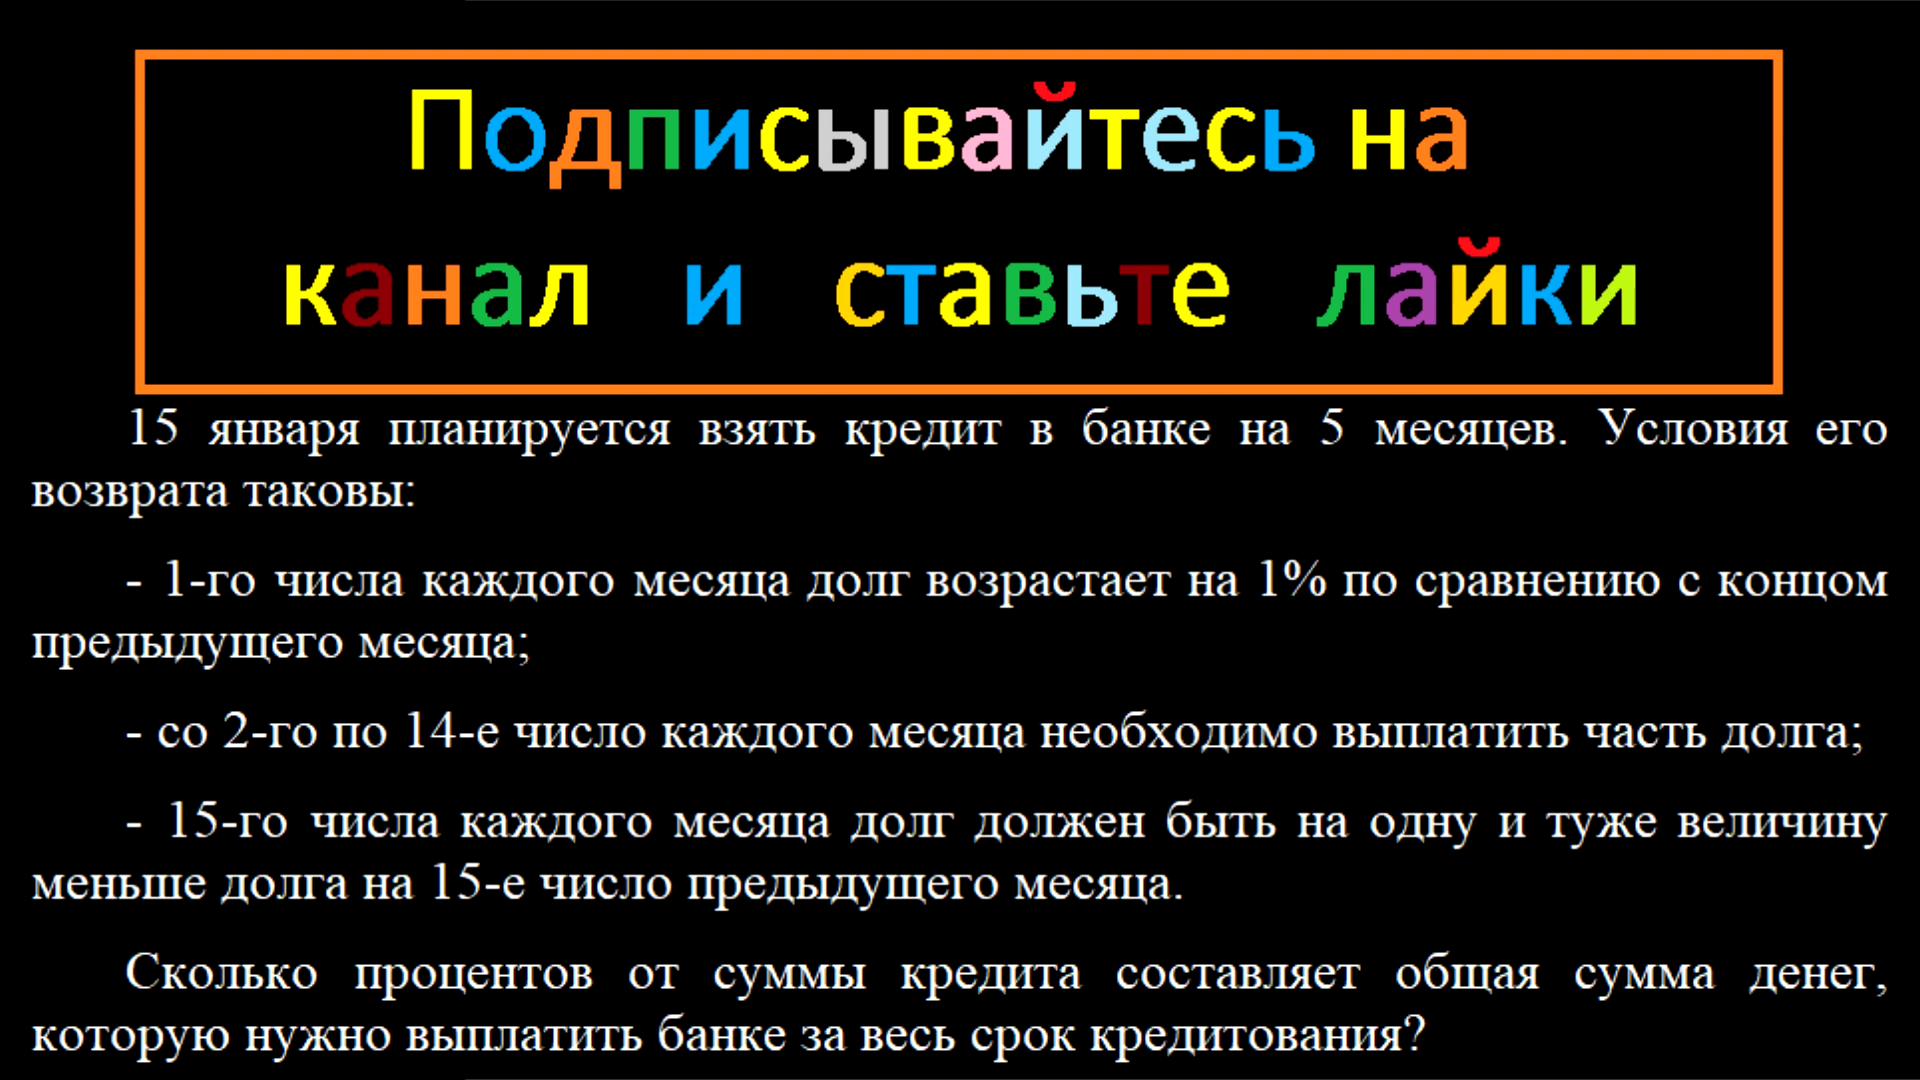 Подписывайтесь на
канал и ставьте лайки
15 января планируется взять кредит в банке на 5 месяцев. Условия его
возврата таковы:
- 1-го числа каждого месяца долг возрастает на 1% по сравнению с концом
предыдущего месяца;
- со 2-го по 14-е число каждого месяца необходимо выплатить часть долга;
- 15-го числа каждого месяца долг должен быть на одну и туже величину
меньше долга на 15-е число предыдущего месяца.
Сколько процентов от суммы кредита составляет общая сумма денег,
которую нужно выплатить банке за весь срок кредитования?